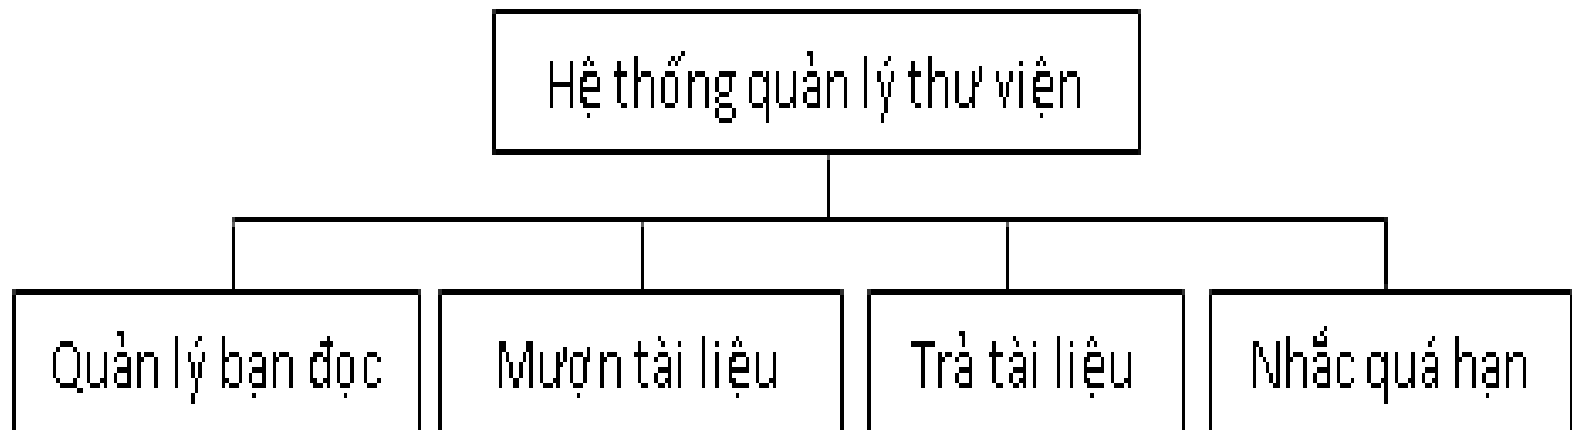 Hệ thống quản lý thư viện
Quản lý bạn đọc
Mượn tài liệu
Trả tài liệu
Nhắc quá hạn